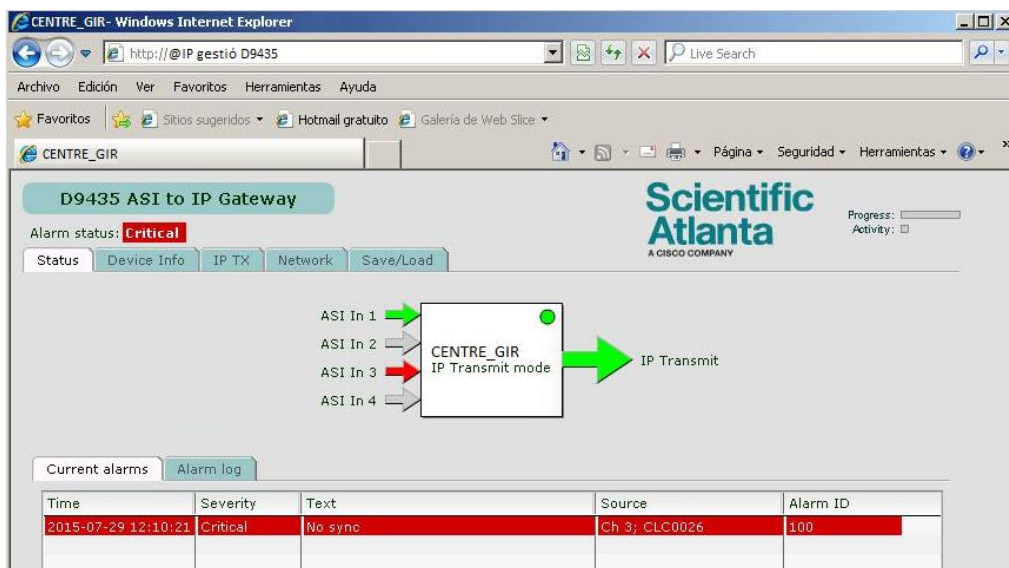 CENTRE_GIR- Windows Internet Explorer
http://@IP gestió D9435
Live Search
Archivo Edición Ver Favoritos Herramientas Ayuda
Favoritos Sitios sugeridos Hotmail gratuito Galería de Web Slice
CENTRE_GIR Página Seguridad Herramientas
D9435 ASI to IP Gateway
Scientific
Atlanta
A CISCO COMPANY
Progress:
Activity:
Alarm status: Critical
Status Device Info IP TX Network Save/Load
ASI In 1
ASI In 2
ASI In 3
ASI In 4
CENTRE_GIR
IP Transmit mode
IP Transmit
Current alarms Alarm log
Time Severity Text Source Alarm ID
2015-07-29 12:10:21 Critical No sync Ch 3; CLC0026 100